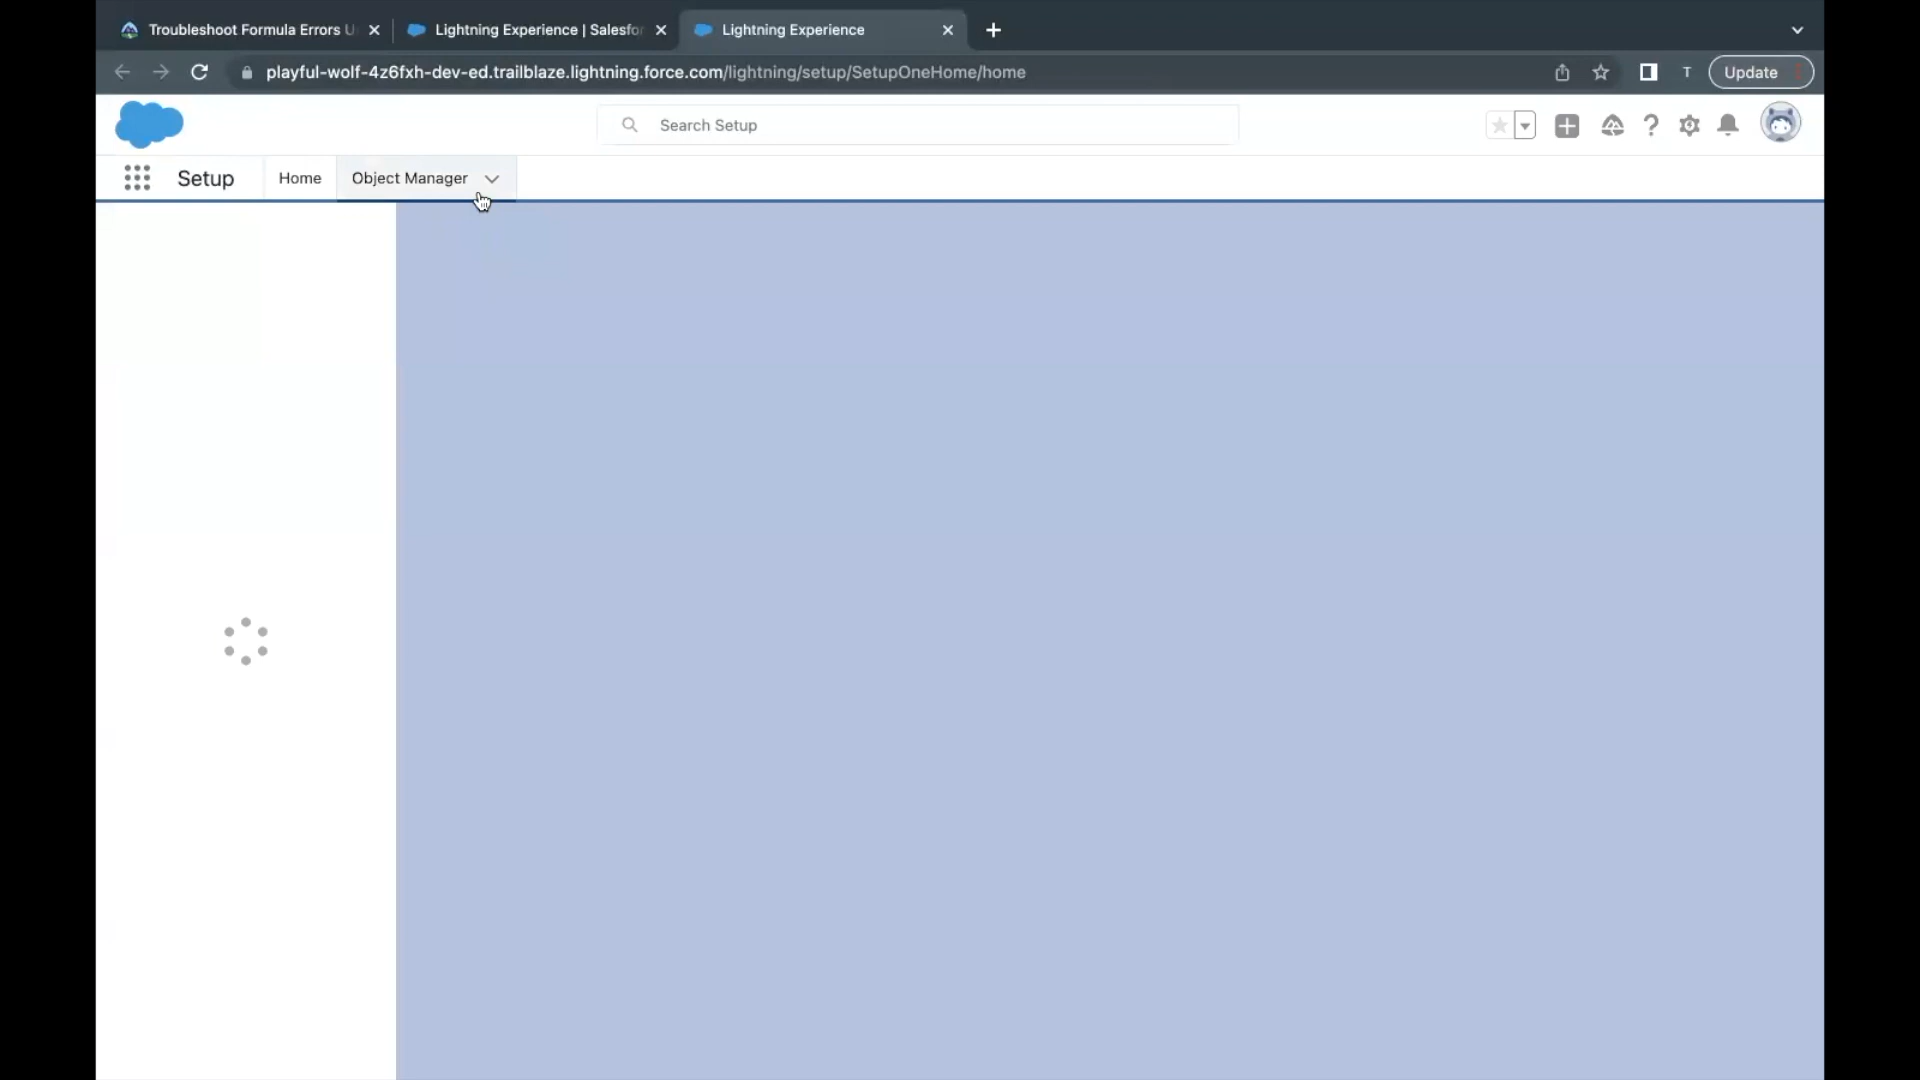 Troubleshoot Formula Errors U
Lightning Experience | Salesfor
Lightning Experience
playful-wolf-4z6fxh-dev-ed.trailblaze.lightning.force.com/lightning/setup/SetupOneHome/home
T
Update
Search Setup
Setup
Home
Object Manager